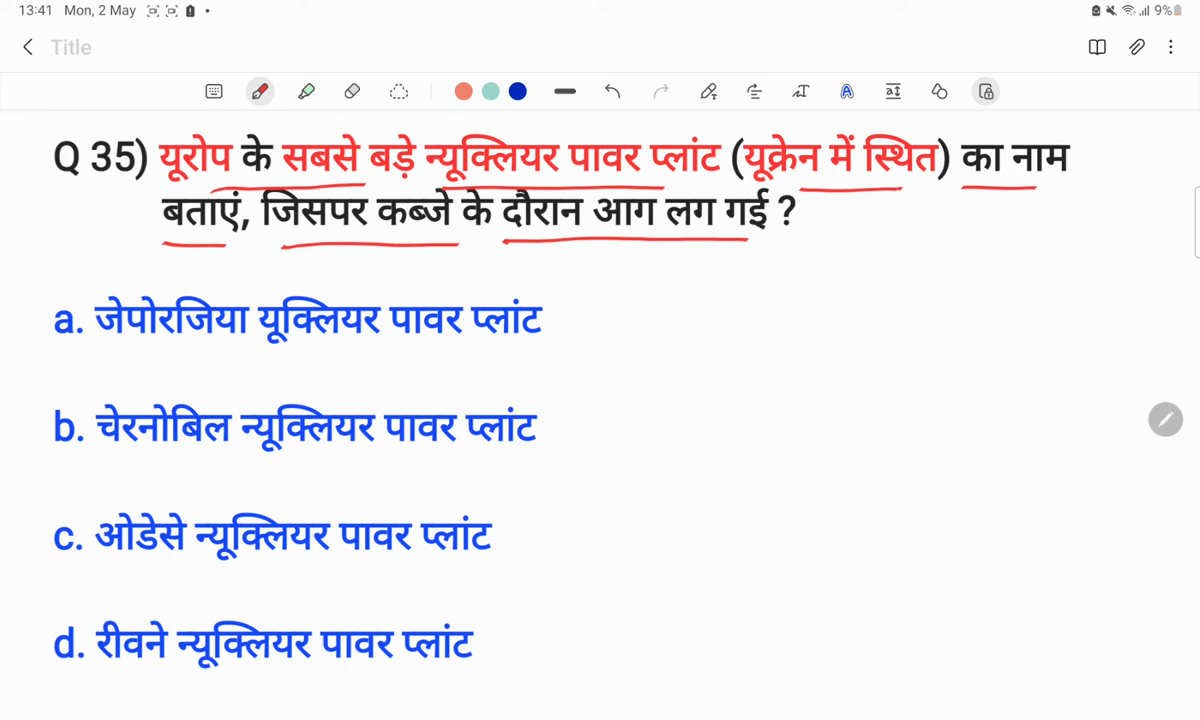 13:41 Mon, 2 May 9%
Title
Q 35) यूरोप के सबसे बड़े न्यूक्लियर पावर प्लांट (यूक्रेन में स्थित) का नाम
बताएं, जिसपर कब्जे के दौरान आग लग गई ?
a. जेपोरजिया यूक्लियर पावर प्लांट
b. चेरनोबिल न्यूक्लियर पावर प्लांट
c. ओडेसे न्यूक्लियर पावर प्लांट
d. रीवने न्यूक्लियर पावर प्लांट